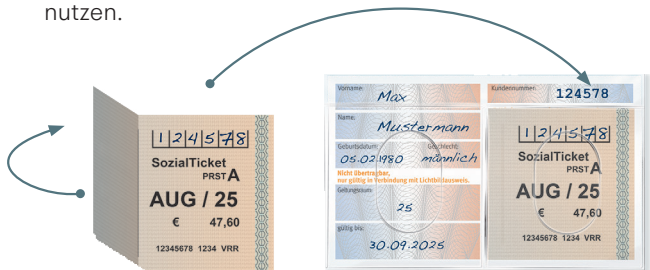 nutzen.
1 2 4 5 7 8
SozialTicket
PRST A
AUG / 25
€ 47,60
12345678 1234 VRR
Vorname:
Max
Name:
Mustermann
Geburtsdatum: Geschlecht:
05.02.1980 männlich
Nicht übertragbar,
nur gültig in Verbindung mit Lichtbildausweis.
Geltungsraum:
25
gültig bis:
30.09.2025
Kundennummer:
124578
1 2 4 5 7 8
SozialTicket
PRST A
AUG / 25
€ 47,60
12345678 1234 VRR